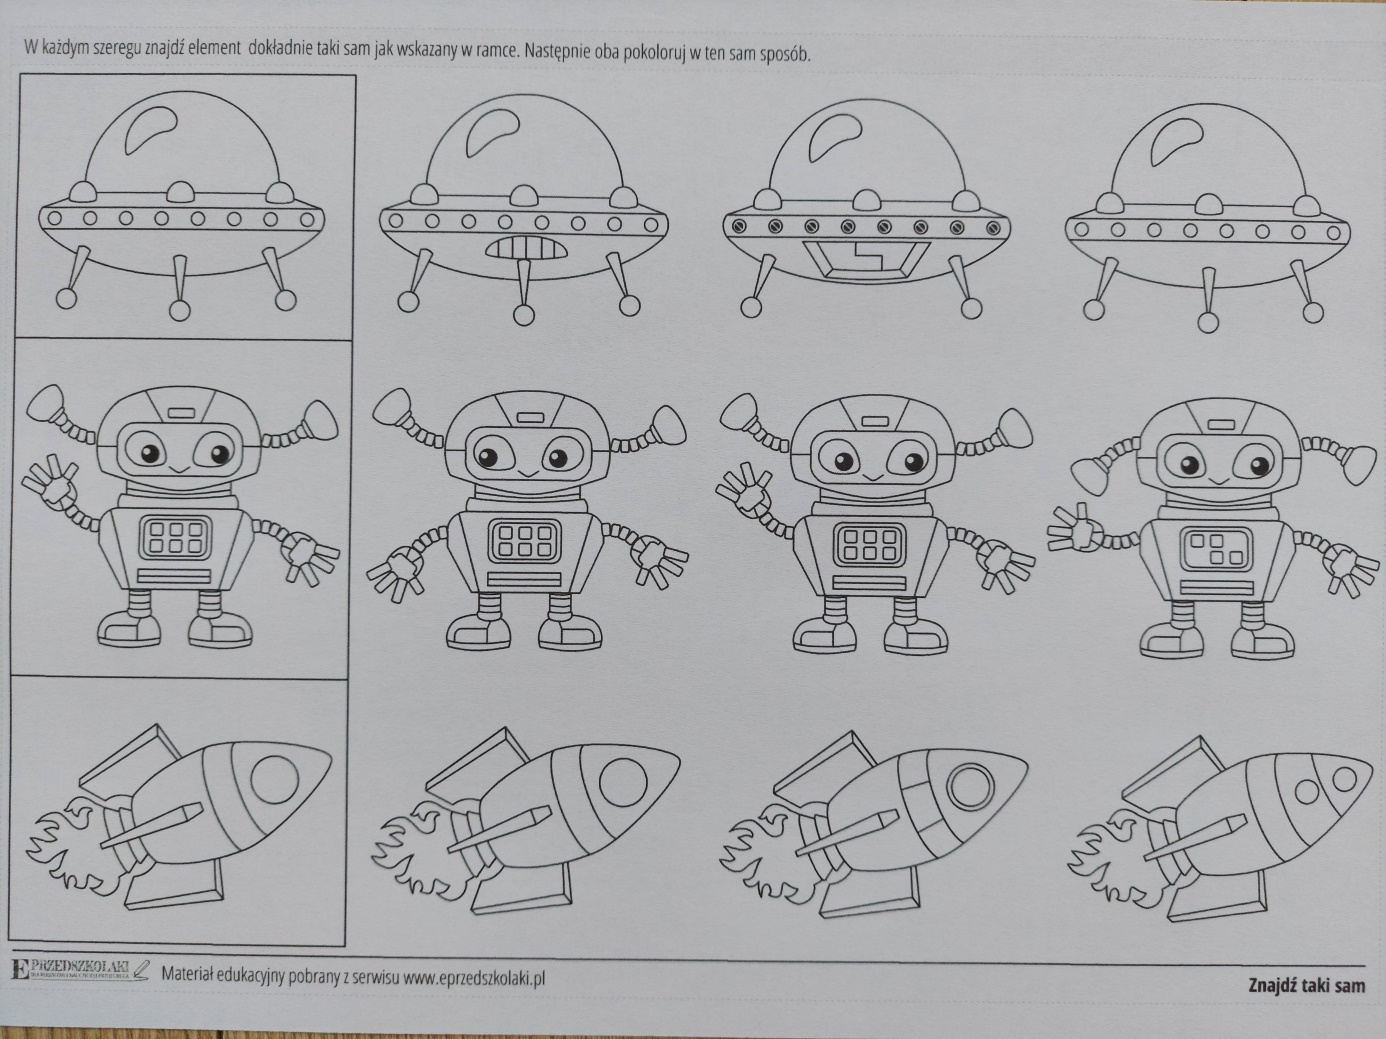 W każdym szeregu znajdź element dokładnie taki sam jak wskazany w ramce. Następnie oba pokoloruj w ten sam sposób.
EPRZEDSZKOLAKI
Materiał edukacyjny pobrany z serwisu www.eprzedszkolaki.pl
Znajdź taki sam